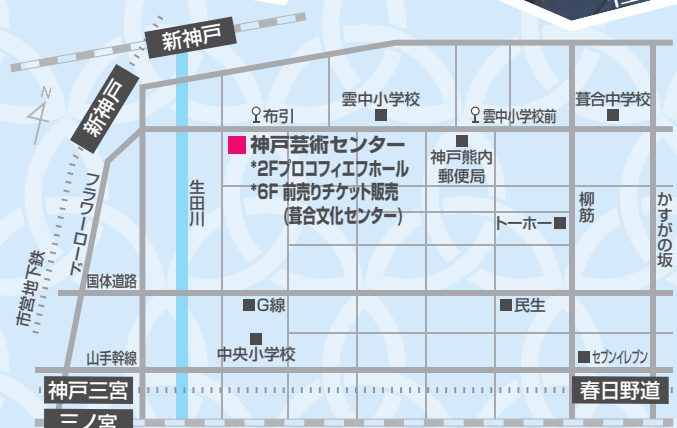 新神戸
新神戸
N
布引
雲中小学校
雲中小学校前
葺合中学校
神戸芸術センター
*2Fプロコフィエフホール
*6F 前売りチケット販売
(葺合文化センター)
神戸熊内
郵便局
生田川
フラワーロード
市営地下鉄
トーホー
柳筋
かすがの坂
国体道路
G線
民生
中央小学校
山手幹線
セブンイレブン
神戸三宮
春日野道
三ノ宮